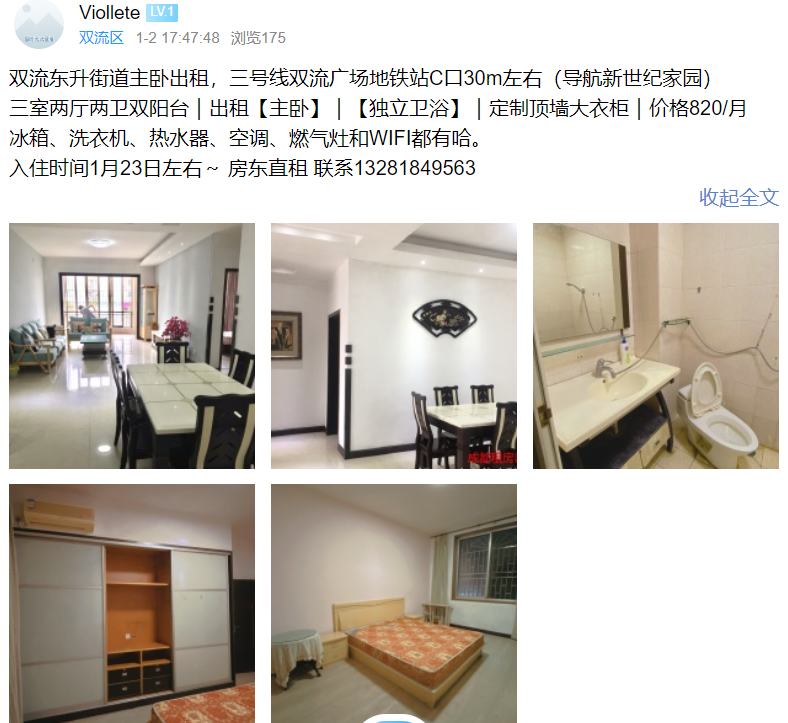 Viollete LV.1
双流区 1-2 17:47:48 浏览175
双流东升街道主卧出租，三号线双流广场地铁站C口30m左右（导航新世纪家园）
三室两厅两卫双阳台｜出租【主卧】｜【独立卫浴】｜定制顶墙大衣柜｜价格820/月
冰箱、洗衣机、热水器、空调、燃气灶和WIFI都有哈。
入住时间1月23日左右～ 房东直租 联系13281849563
收起全文